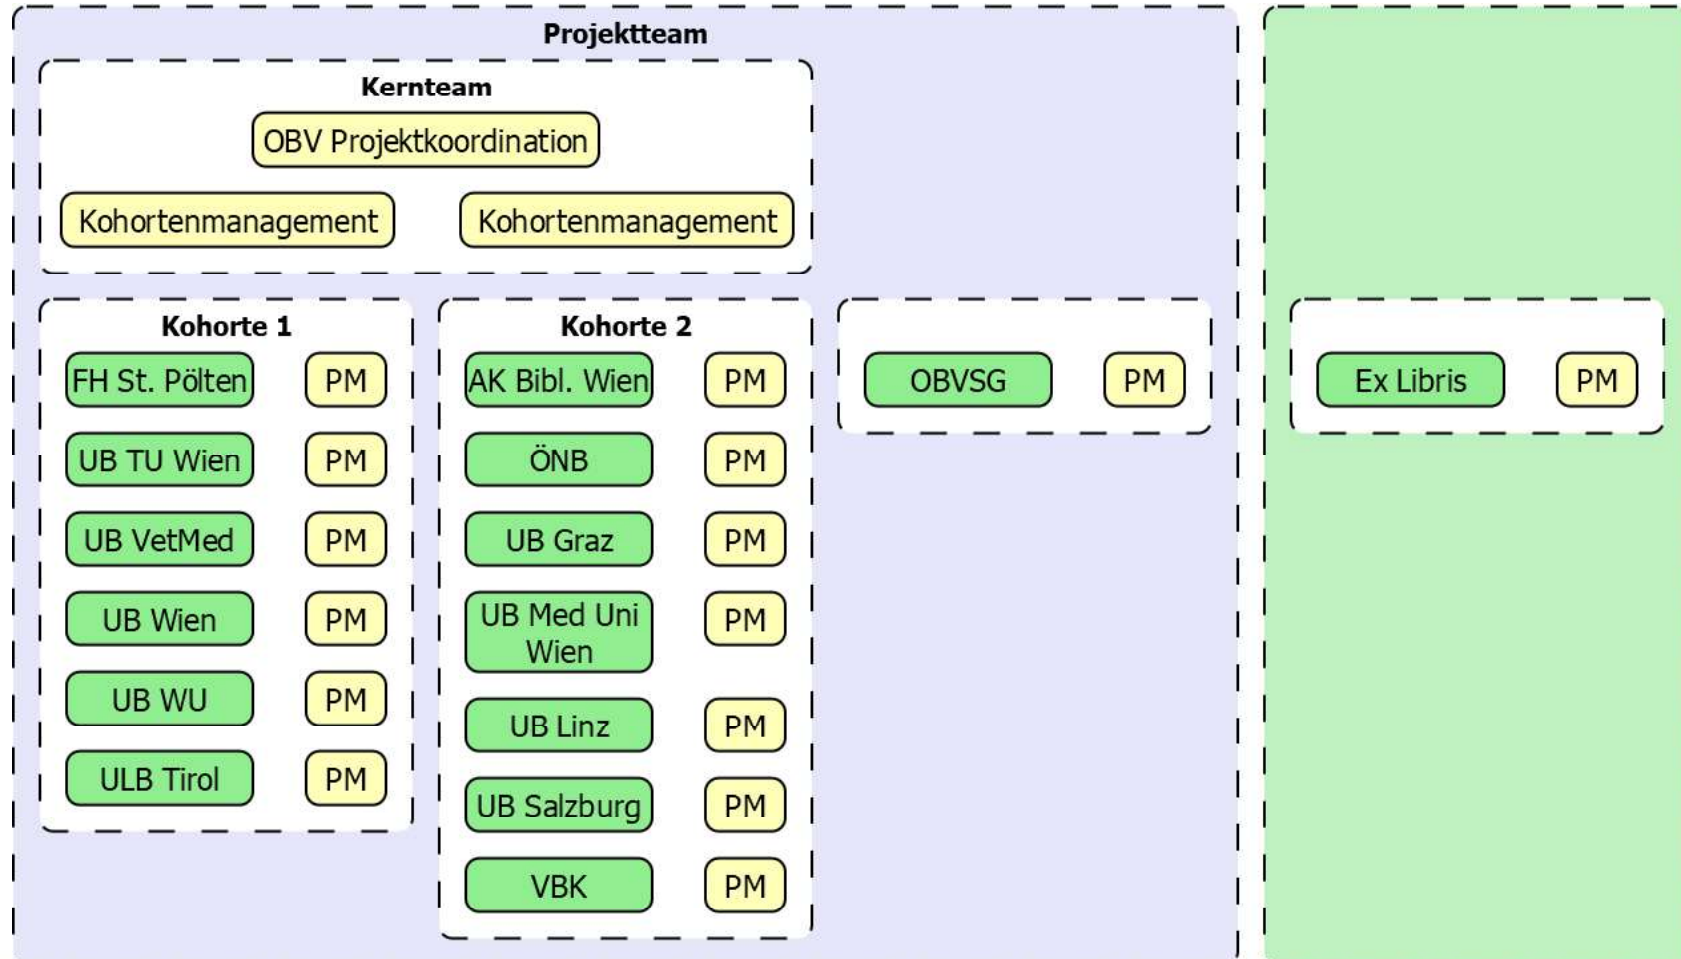 Projektteam
Kernteam
OBV Projektkoordination
Kohortenmanagement
Kohortenmanagement
Kohorte 1
FH St. Pölten
PM
UB TU Wien
PM
UB VetMed
PM
UB Wien
PM
UB WU
PM
ULB Tirol
PM
Kohorte 2
AK Bibl. Wien
PM
ÖNB
PM
UB Graz
PM
UB Med Uni
Wien
PM
UB Linz
PM
UB Salzburg
PM
VBK
PM
OBVSG
PM
Ex Libris
PM